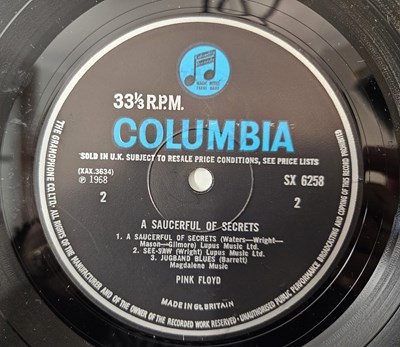 33⅓ R.P.M.
COLUMBIA
SOLD IN U.K. SUBJECT TO RESALE PRICE CONDITIONS, SEE PRICE LISTS
(XAX.3634)
℗ 1968
SX 6258
2
2
A SAUCERFUL OF SECRETS
1. A SAUCERFUL OF SECRETS (Waters—Wright—
Mason—Gilmore) Lupus Music Ltd.
2. SEE-SAW (Wright) Lupus Music Ltd.
3. JUGBAND BLUES (Barrett)
Magdalene Music
PINK FLOYD
MADE IN GT. BRITAIN
THE GRAMOPHONE CO. LTD. ALL RIGHTS OF THE MANUFACTURER AND OF THE OWNER OF THE RECORDED WORK RESERVED—UNAUTHORISED PUBLIC PERFORMANCE BROADCASTING AND COPYING OF THIS RECORD PROHIBITED